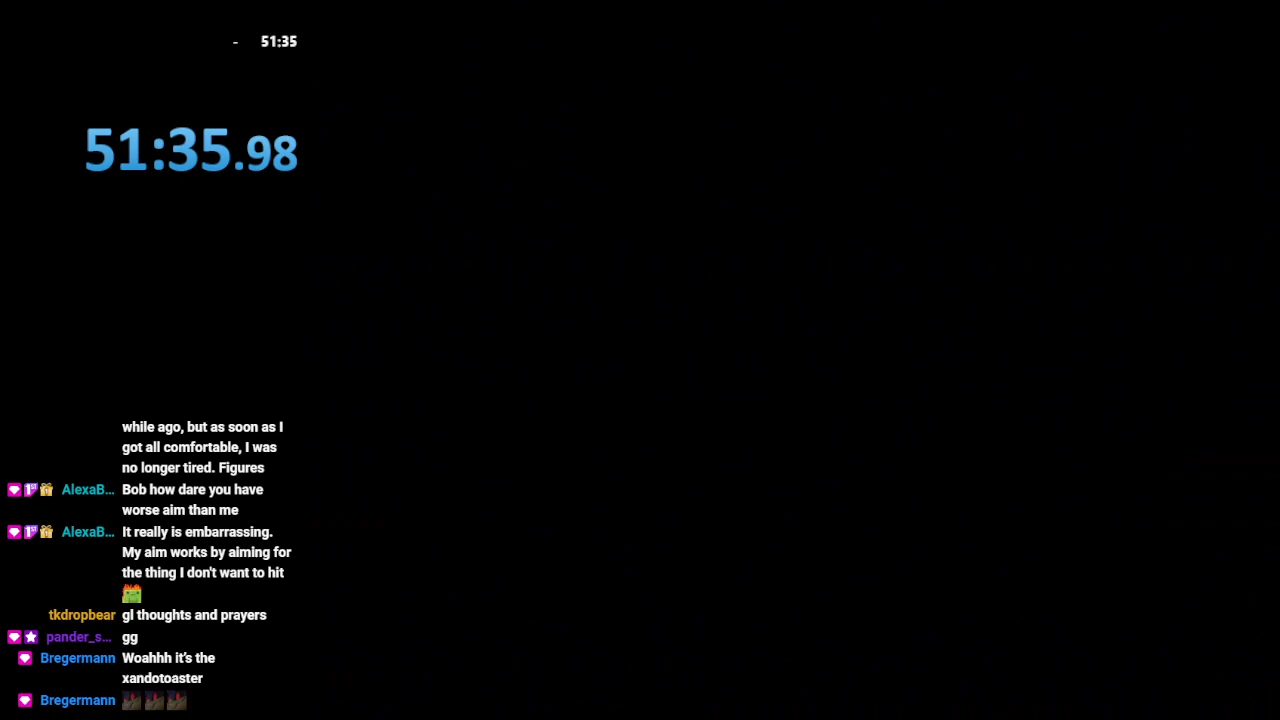 - 51:35
51:35.98
while ago, but as soon as I
got all comfortable, I was
no longer tired. Figures
AlexaB... Bob how dare you have
worse aim than me
AlexaB... It really is embarrassing.
My aim works by aiming for
the thing I don't want to hit
tkdropbear gl thoughts and prayers
pander_s... gg
Bregermann Woahhh it's the
xandotoaster
Bregermann